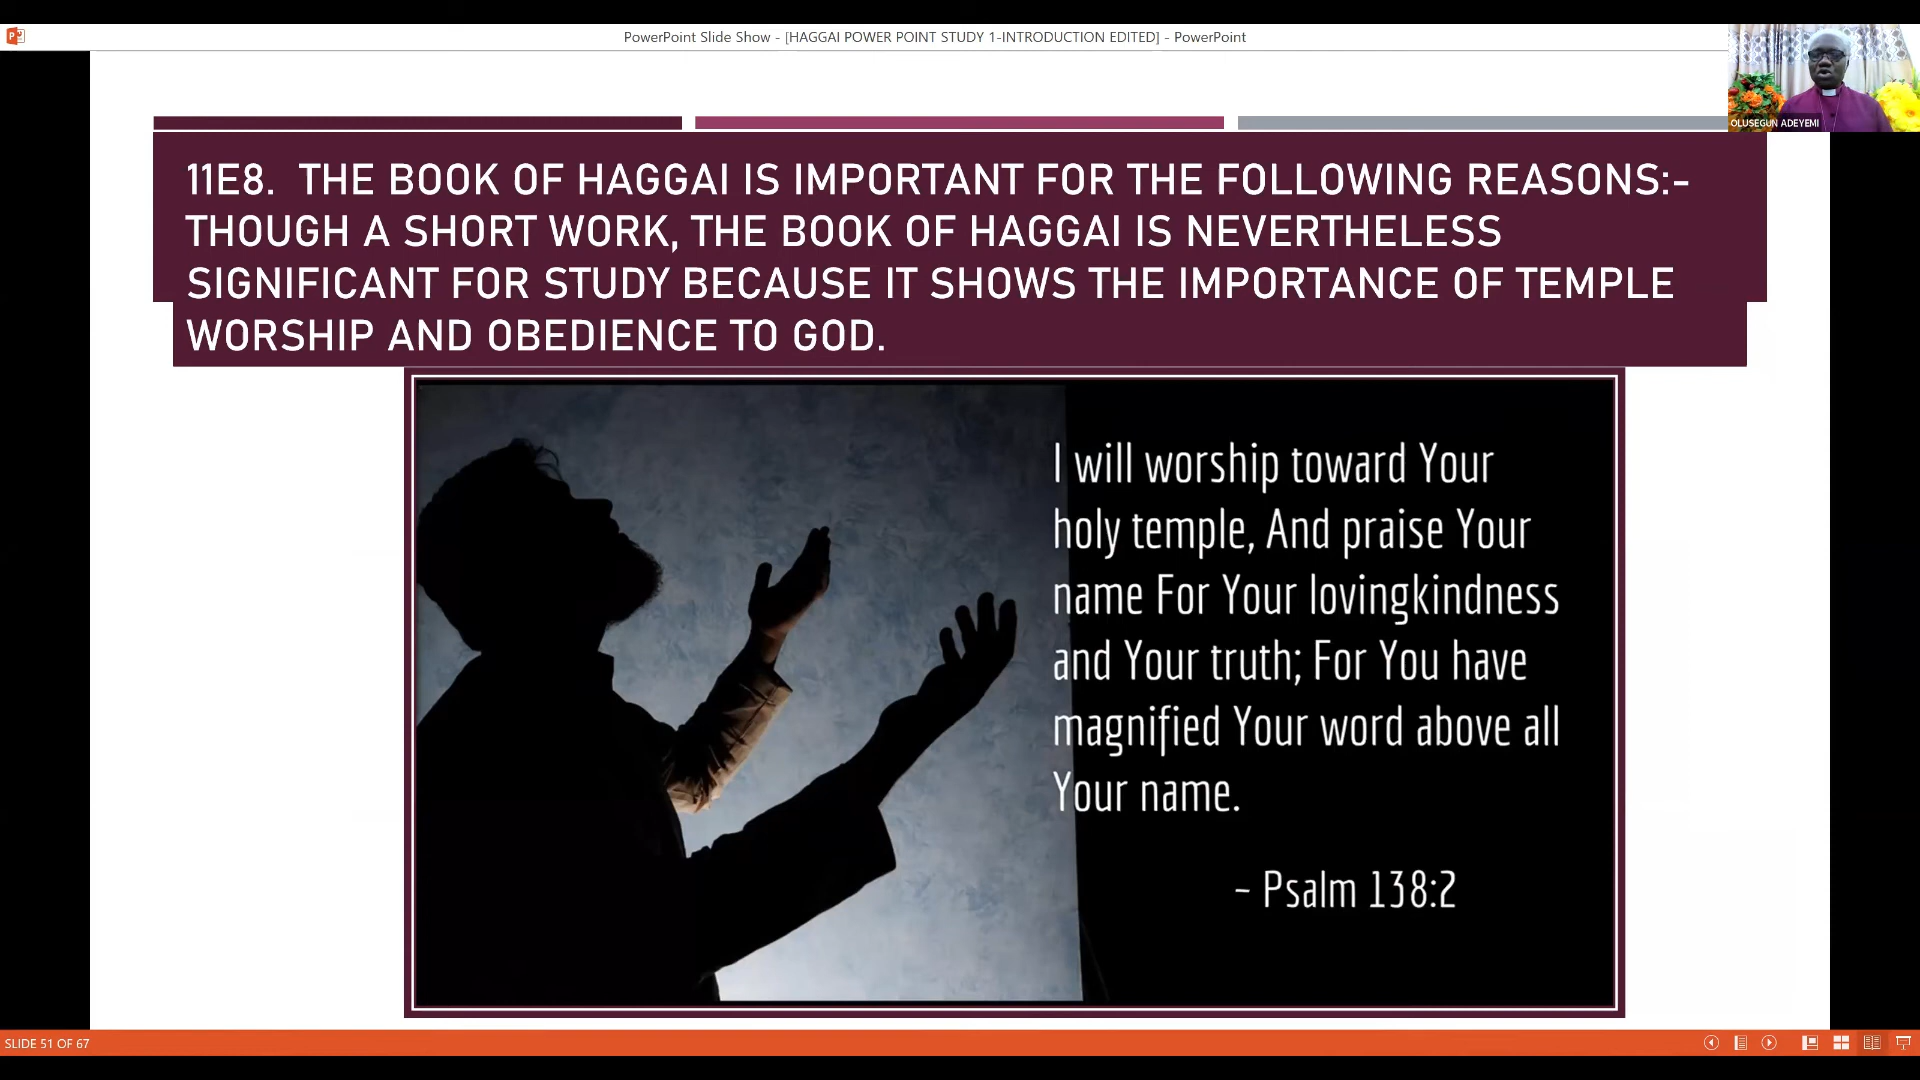 PowerPoint Slide Show - [HAGGAI POWER POINT STUDY 1-INTRODUCTION EDITED] - PowerPoint
OLUSEGUN ADEYEMI
11E8. THE BOOK OF HAGGAI IS IMPORTANT FOR THE FOLLOWING REASONS:-
THOUGH A SHORT WORK, THE BOOK OF HAGGAI IS NEVERTHELESS
SIGNIFICANT FOR STUDY BECAUSE IT SHOWS THE IMPORTANCE OF TEMPLE
WORSHIP AND OBEDIENCE TO GOD.
I will worship toward Your
holy temple, And praise Your
name For Your lovingkindness
and Your truth; For You have
magnified Your word above all
Your name.
– Psalm 138:2
SLIDE 51 OF 67